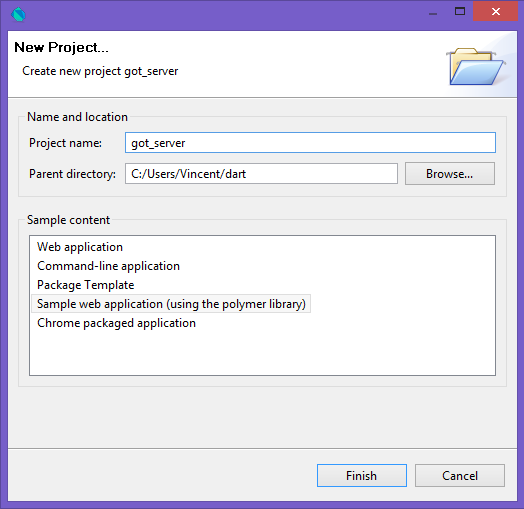 New Project...
Create new project got_server
Name and location
Project name: got_server
Parent directory: C:/Users/Vincent/dart Browse...
Sample content
Web application
Command-line application
Package Template
Sample web application (using the polymer library)
Chrome packaged application
Finish Cancel